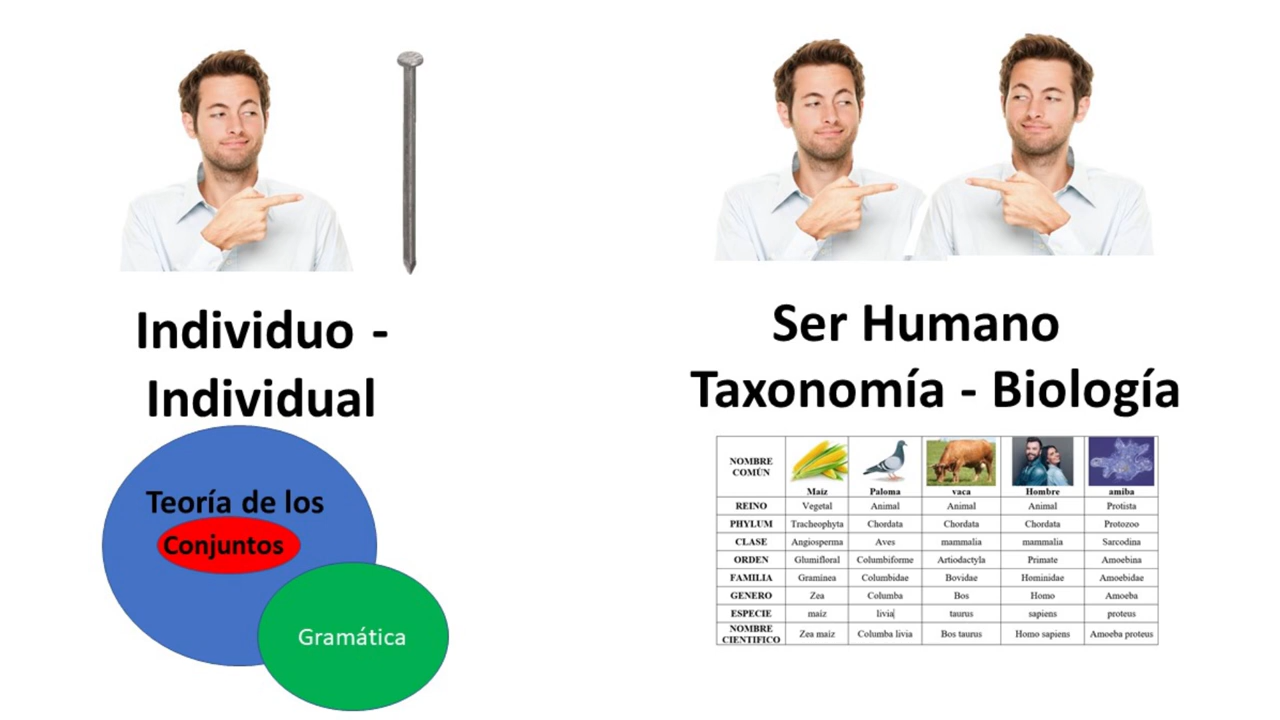 Individuo -
Individual
Teoría de los
Conjuntos
Gramática
Ser Humano
Taxonomía - Biología
NOMBRE COMÚN Maíz Paloma vaca Hombre amiba
REINO Vegetal Animal Animal Animal Protista
PHYLUM Tracheophyta Chordata Chordata Chordata Protozoo
CLASE Angiosperma Aves mammalia mammalia Sarcodina
ORDEN Glumifloral Columbiforme Artiodactyla Primate Amoebina
FAMILIA Gramínea Columbidae Bovidae Hominidae Amoebidae
GENERO Zea Columba Bos Homo Amoeba
ESPECIE maíz livia taurus sapiens proteus
NOMBRE CIENTIFICO Zea maíz Columba livia Bos taurus Homo sapiens Amoeba proteus